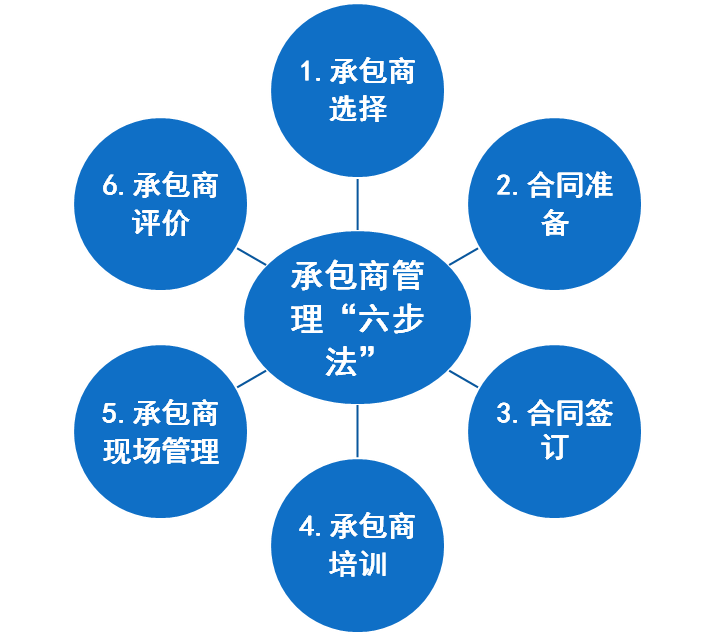 1.承包商
选择
2.合同准
备
3.合同签
订
4.承包商
培训
5.承包商
现场管理
6.承包商
评价
承包商管
理“六步
法”